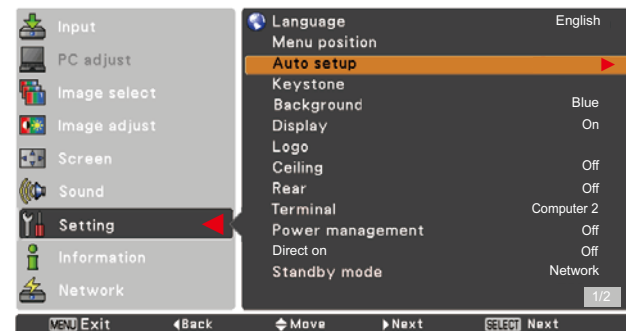 Input
PC adjust
Image select
Image adjust
Screen
Sound
Setting
Information
Network
Language English
Menu position
Auto setup
Keystone
Background Blue
Display On
Logo
Ceiling Off
Rear Off
Terminal Computer 2
Power management Off
Direct on Off
Standby mode Network
1/2
MENU Exit Back Move Next SELECT Next